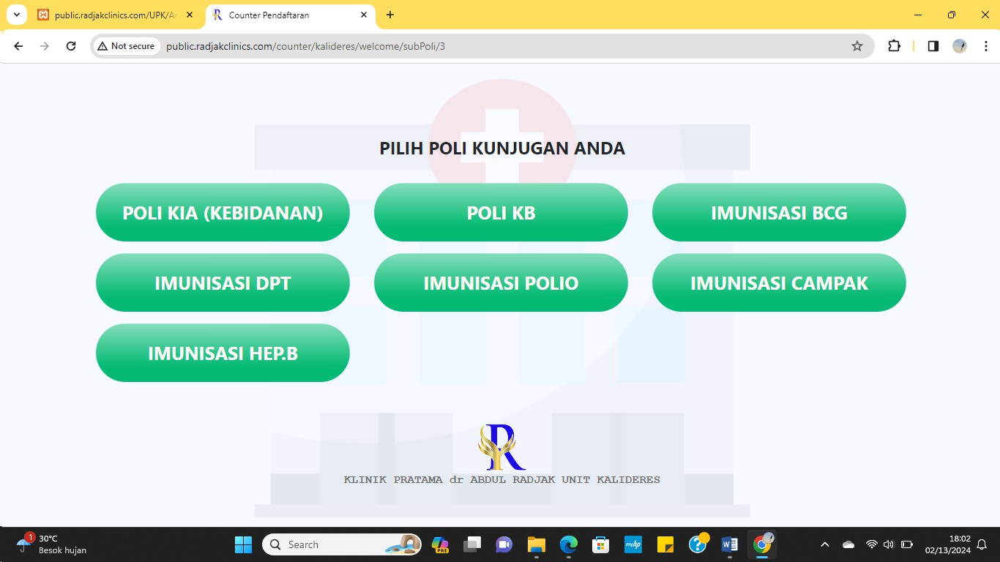 public.radjakclinics.com/UPK/A
Counter Pendaftaran
Not secure
public.radjakclinics.com/counter/kalideres/welcome/subPoli/3
PILIH POLI KUNJUGAN ANDA
POLI KIA (KEBIDANAN)
POLI KB
IMUNISASI BCG
IMUNISASI DPT
IMUNISASI POLIO
IMUNISASI CAMPAK
IMUNISASI HEP.B
R
KLINIK PRATAMA dr ABDUL RADJAK UNIT KALIDERES
1
30°C
Besok hujan
Search
PRE
myhp
W
18:02
02/13/2024